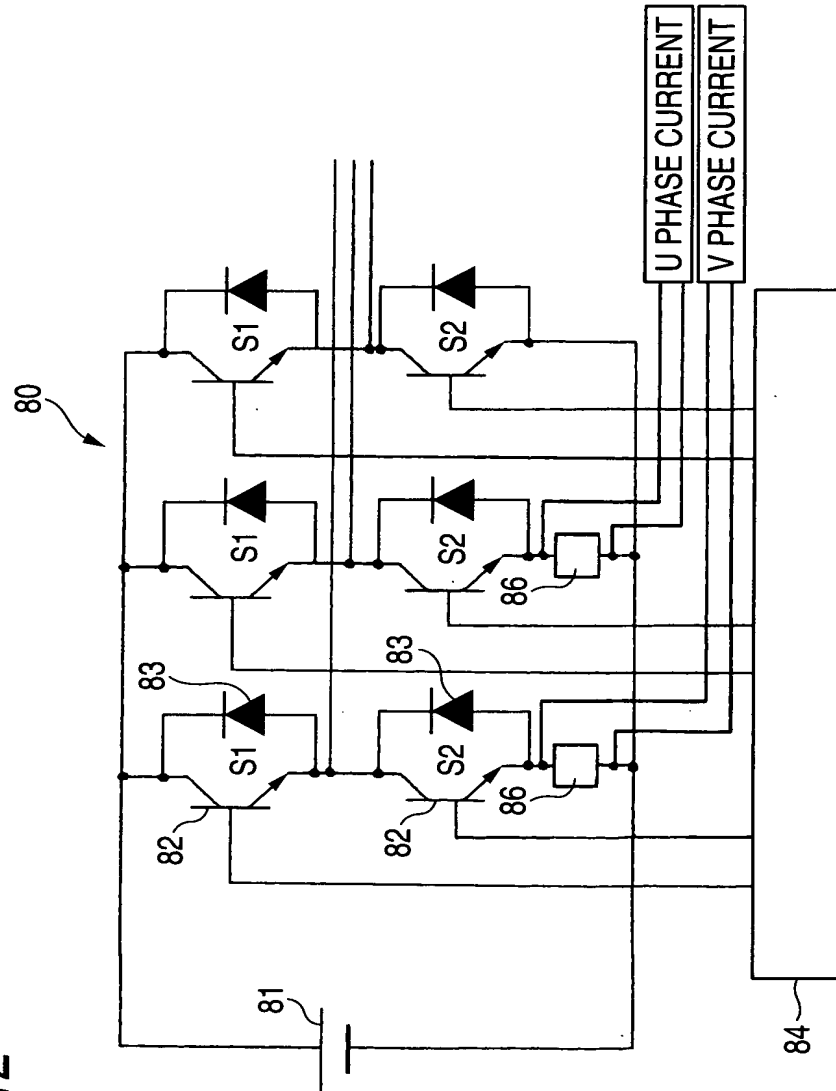 80
83
S1
S1
S1
82
81
83
S2
S2
S2
82
86
86
U PHASE CURRENT
V PHASE CURRENT
84